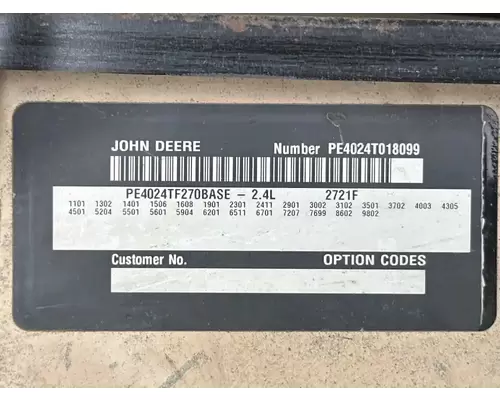 JOHN DEERE Number PE4024T018099
PE4024TF270BASE - 2.4L 2721F
1101 1302 1401 1506 1608 1901 2301 2411 2901 3002 3102 3501 3702 4003 4305
4501 5204 5501 5601 5904 6201 6511 6701 7207 7699 8602 9802
Customer No. OPTION CODES